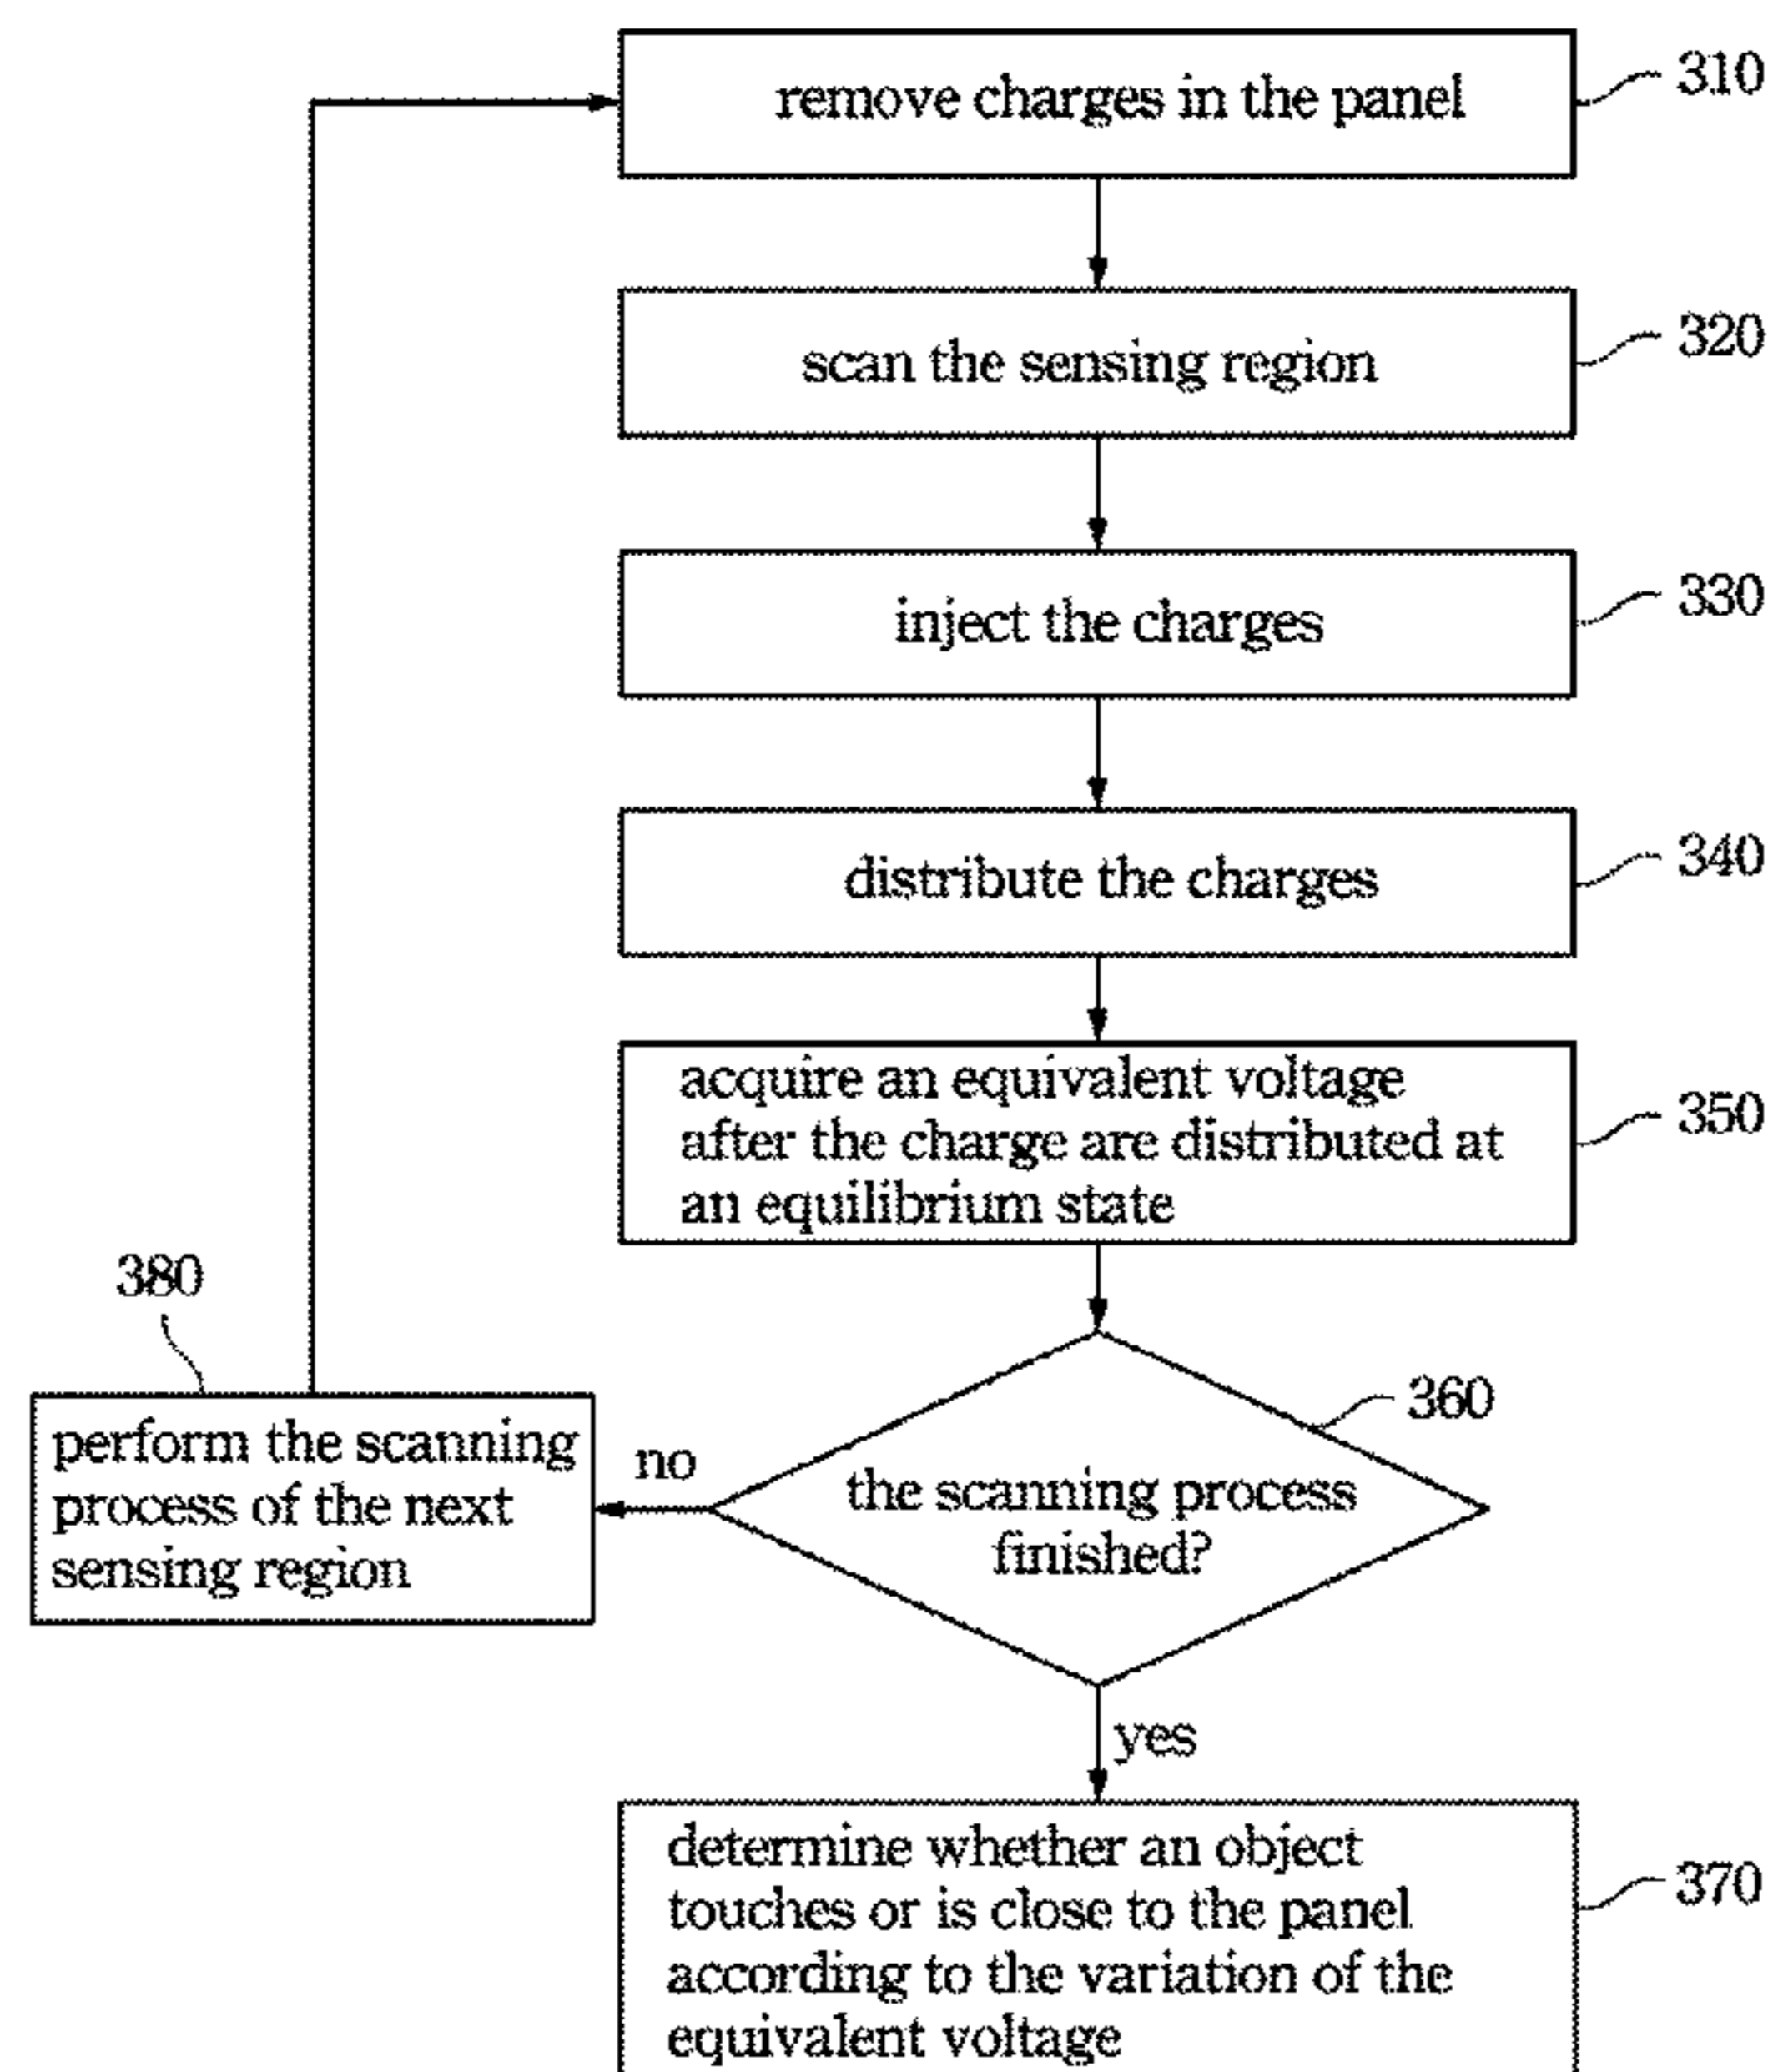 remove charges in the panel
310
scan the sensing region
320
inject the charges
330
distribute the charges
340
acquire an equivalent voltage
after the charge are distributed at
an equilibrium state
350
380
perform the scanning
process of the next
sensing region
no
360
the scanning process
finished?
yes
determine whether an object
touches or is close to the panel
according to the variation of the
equivalent voltage
370